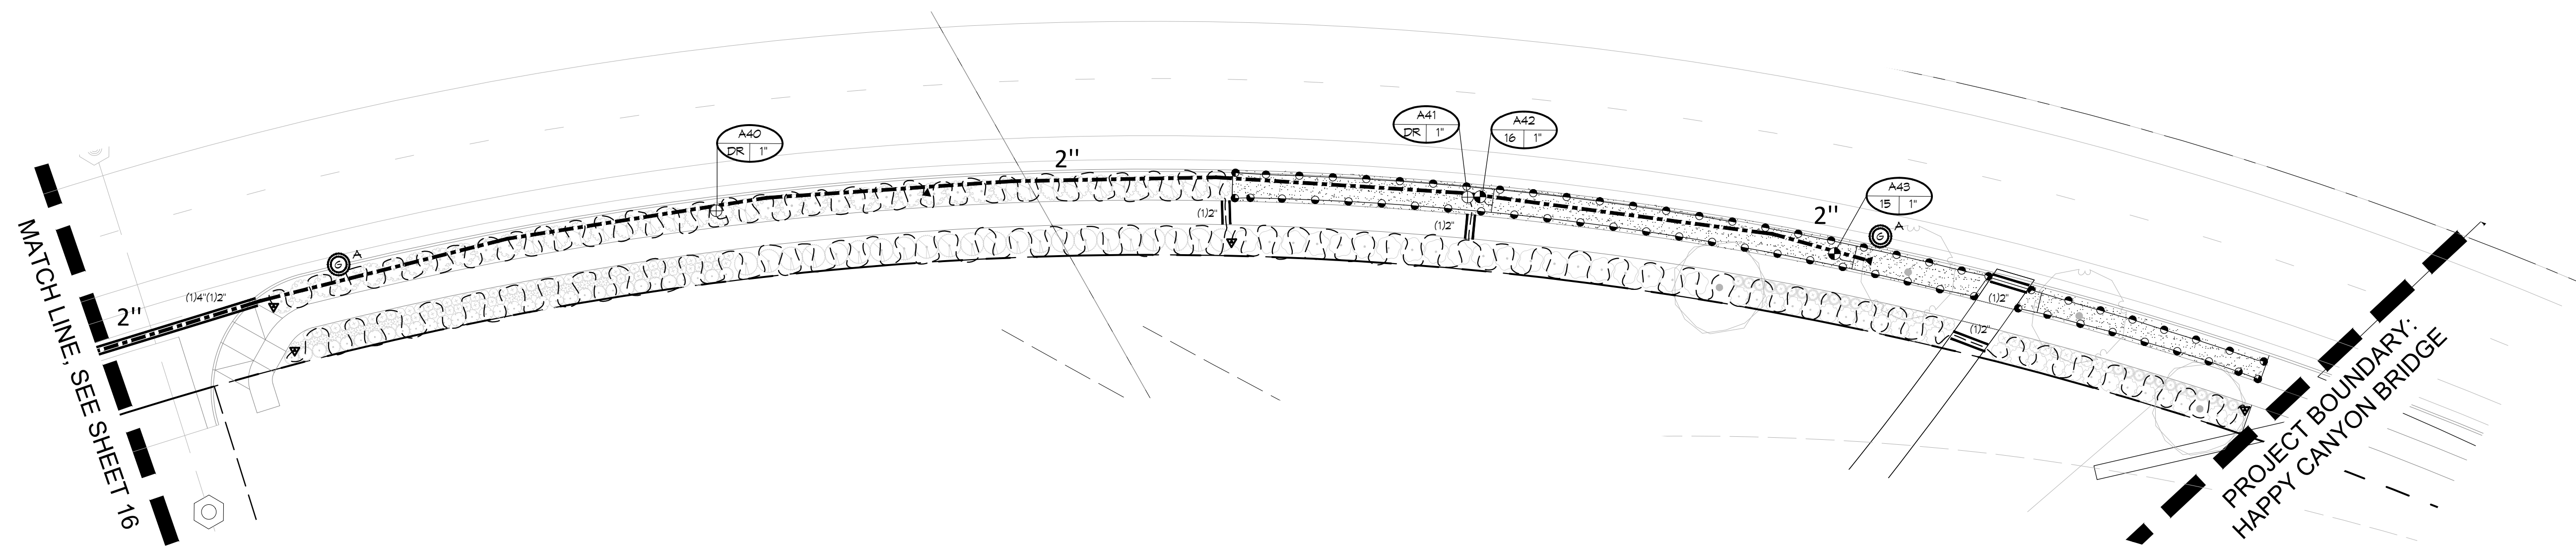 MATCH LINE, SEE SHEET 16
2"
(1)4"(1)2"
G
A
A40
DR 1"
2"
(1)2"
A41
DR 1"
A42
16 1"
(1)2"
2"
A43
15 1"
G
A
(1)2"
(1)2"
PROJECT BOUNDARY:
HAPPY CANYON BRIDGE